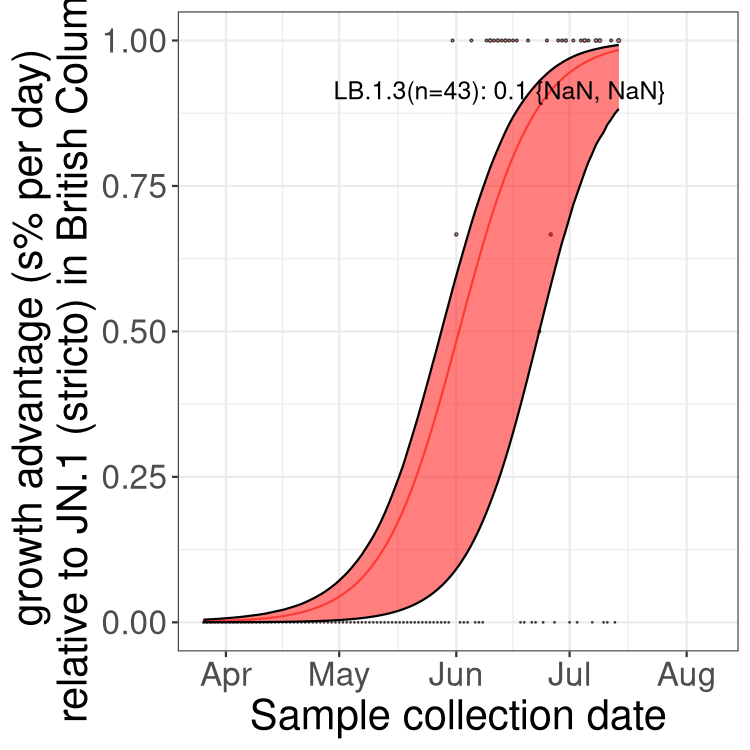 growth advantage (s% per day)
relative to JN.1 (stricto) in British Colum
1.00
0.75
0.50
0.25
0.00
LB.1.3(n=43): 0.1 {NaN, NaN}
Apr May Jun Jul Aug
Sample collection date